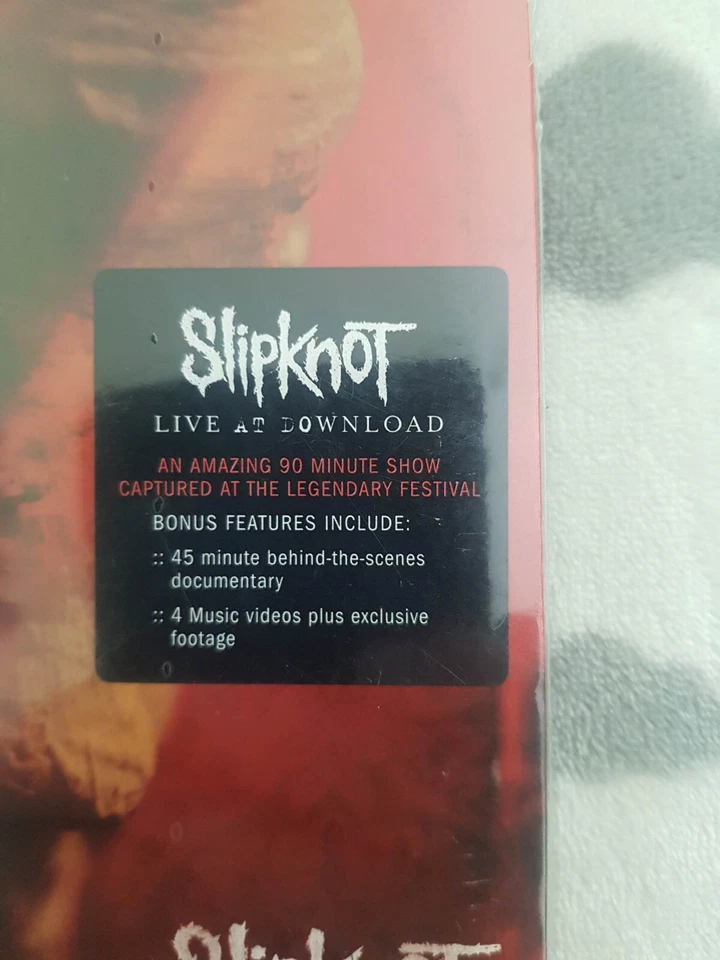 Slipknot
LIVE AT DOWNLOAD
AN AMAZING 90 MINUTE SHOW
CAPTURED AT THE LEGENDARY FESTIVAL
BONUS FEATURES INCLUDE:
:: 45 minute behind-the-scenes
documentary
:: 4 Music videos plus exclusive
footage
Slipknot